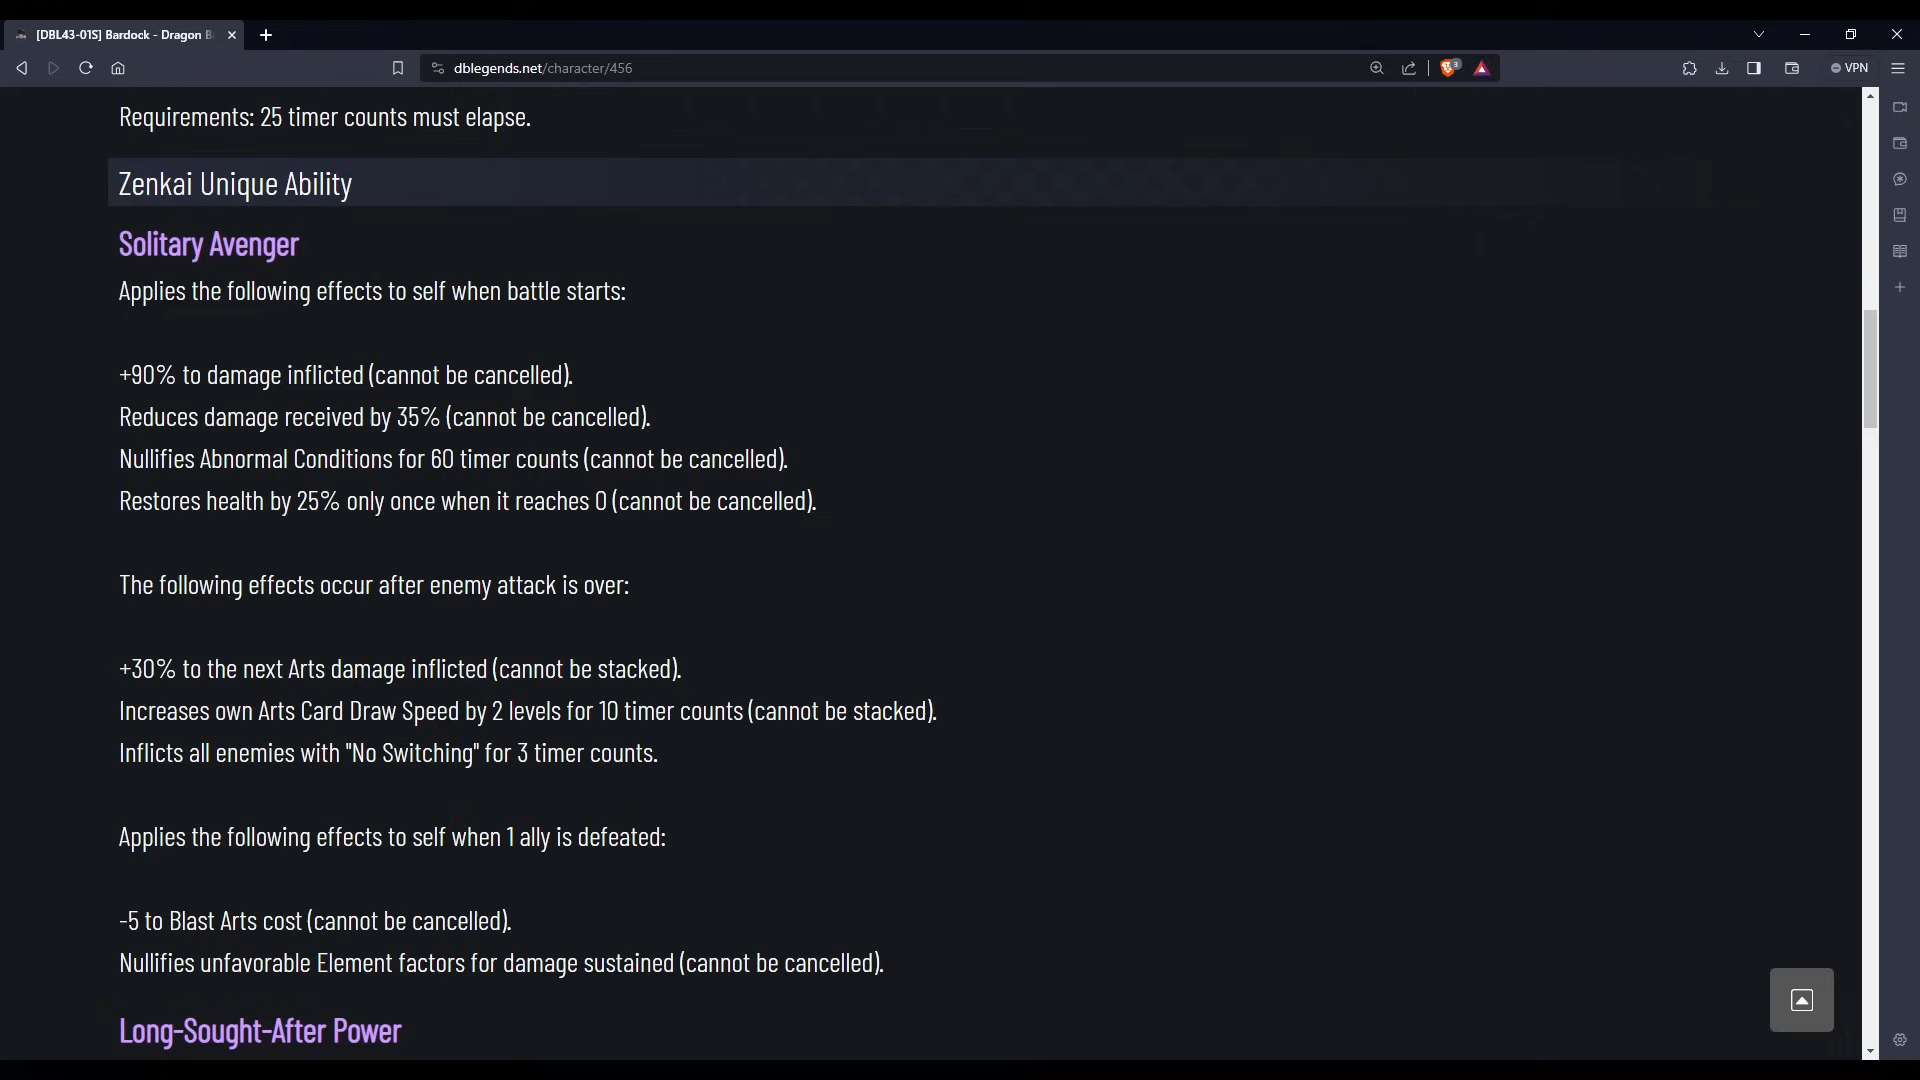 [DBL43-01S] Bardock - Dragon B
dblegends.net/character/456
3
VPN
Requirements: 25 timer counts must elapse.
Zenkai Unique Ability
Solitary Avenger
Applies the following effects to self when battle starts:
+90% to damage inflicted (cannot be cancelled).
Reduces damage received by 35% (cannot be cancelled).
Nullifies Abnormal Conditions for 60 timer counts (cannot be cancelled).
Restores health by 25% only once when it reaches 0 (cannot be cancelled).
The following effects occur after enemy attack is over:
+30% to the next Arts damage inflicted (cannot be stacked).
Increases own Arts Card Draw Speed by 2 levels for 10 timer counts (cannot be stacked).
Inflicts all enemies with "No Switching" for 3 timer counts.
Applies the following effects to self when 1 ally is defeated:
-5 to Blast Arts cost (cannot be cancelled).
Nullifies unfavorable Element factors for damage sustained (cannot be cancelled).
Long-Sought-After Power